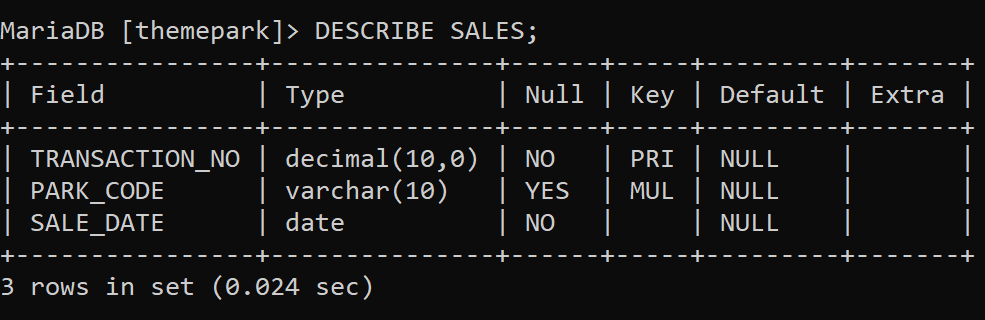 MariaDB [themepark]> DESCRIBE SALES;
+----------------+---------------+------+-----+---------+-------+
| Field          | Type          | Null | Key | Default | Extra |
+----------------+---------------+------+-----+---------+-------+
| TRANSACTION_NO | decimal(10,0) | NO   | PRI | NULL    |       |
| PARK_CODE      | varchar(10)   | YES  | MUL | NULL    |       |
| SALE_DATE      | date          | NO   |     | NULL    |       |
+----------------+---------------+------+-----+---------+-------+
3 rows in set (0.024 sec)